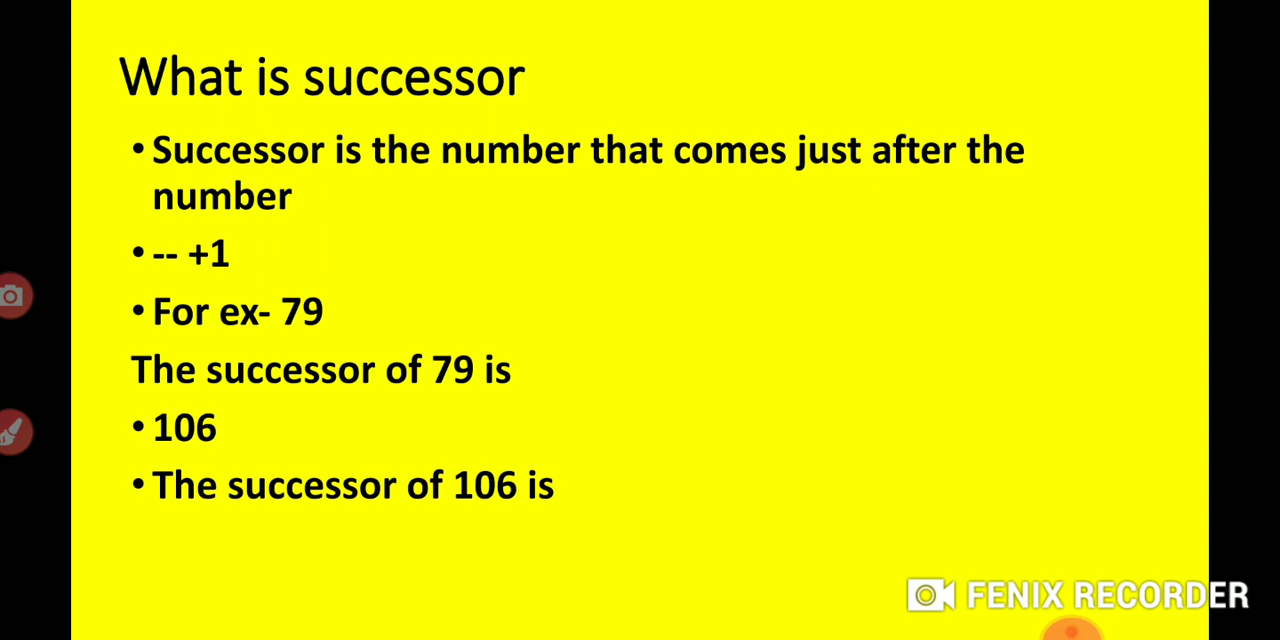 What is successor
• Successor is the number that comes just after the
number
• -- +1
• For ex- 79
The successor of 79 is
• 106
• The successor of 106 is
FENIX RECORDER